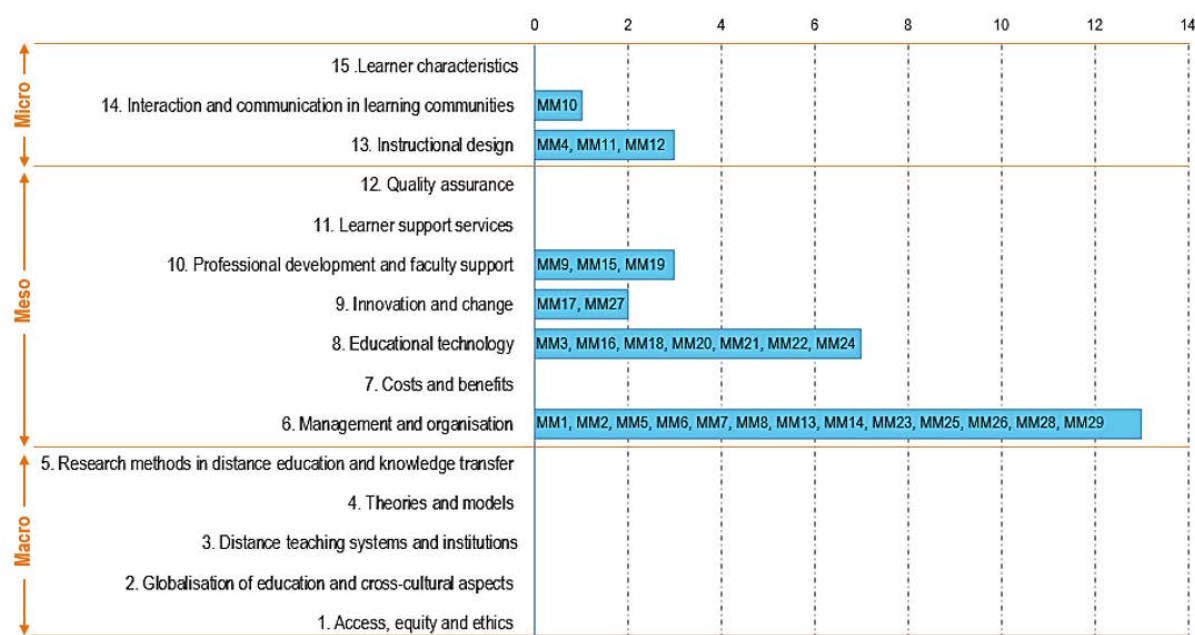 0 2 4 6 8 10 12 14
Micro
15 .Learner characteristics
14. Interaction and communication in learning communities MM10
13. Instructional design MM4, MM11, MM12
Meso
12. Quality assurance
11. Learner support services
10. Professional development and faculty support MM9, MM15, MM19
9. Innovation and change MM17, MM27
8. Educational technology MM3, MM16, MM18, MM20, MM21, MM22, MM24
7. Costs and benefits
6. Management and organisation MM1, MM2, MM5, MM6, MM7, MM8, MM13, MM14, MM23, MM25, MM26, MM28, MM29
Macro
5. Research methods in distance education and knowledge transfer
4. Theories and models
3. Distance teaching systems and institutions
2. Globalisation of education and cross-cultural aspects
1. Access, equity and ethics